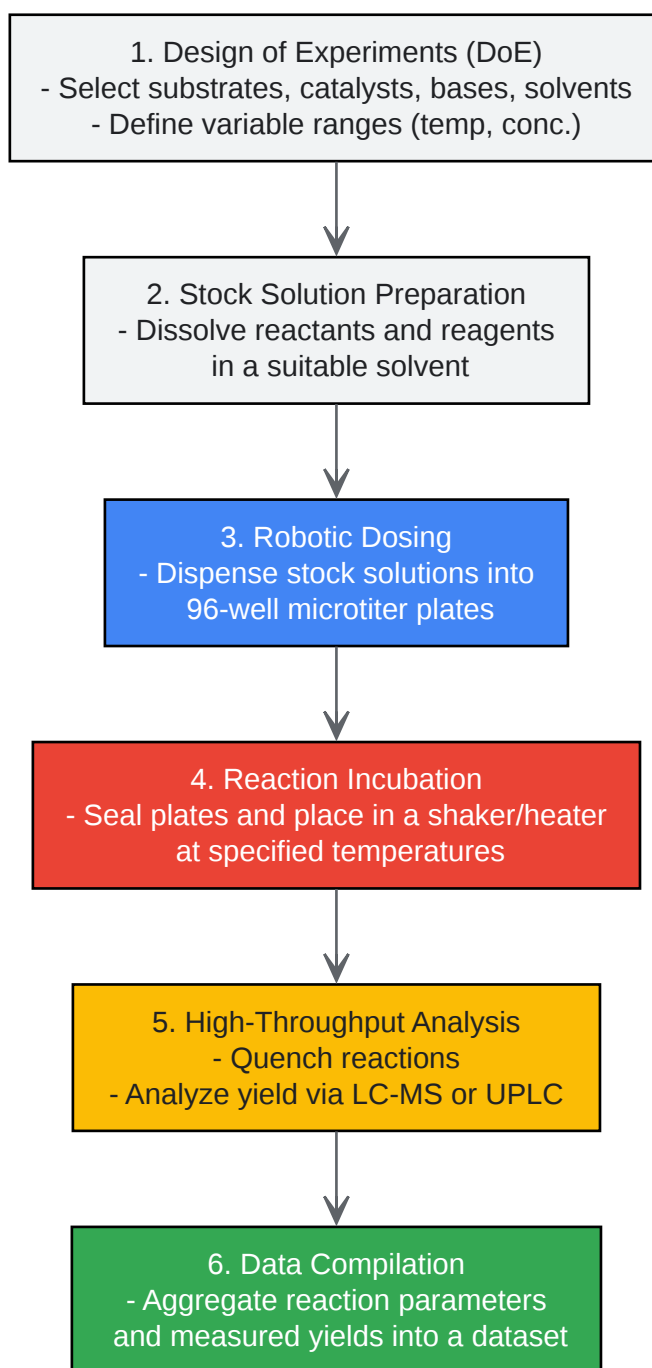 1. Design of Experiments (DoE)
- Select substrates, catalysts, bases, solvents
- Define variable ranges (temp, conc.)
2. Stock Solution Preparation
- Dissolve reactants and reagents
in a suitable solvent
3. Robotic Dosing
- Dispense stock solutions into
96-well microtiter plates
4. Reaction Incubation
- Seal plates and place in a shaker/heater
at specified temperatures
5. High-Throughput Analysis
- Quench reactions
- Analyze yield via LC-MS or UPLC
6. Data Compilation
- Aggregate reaction parameters
and measured yields into a dataset